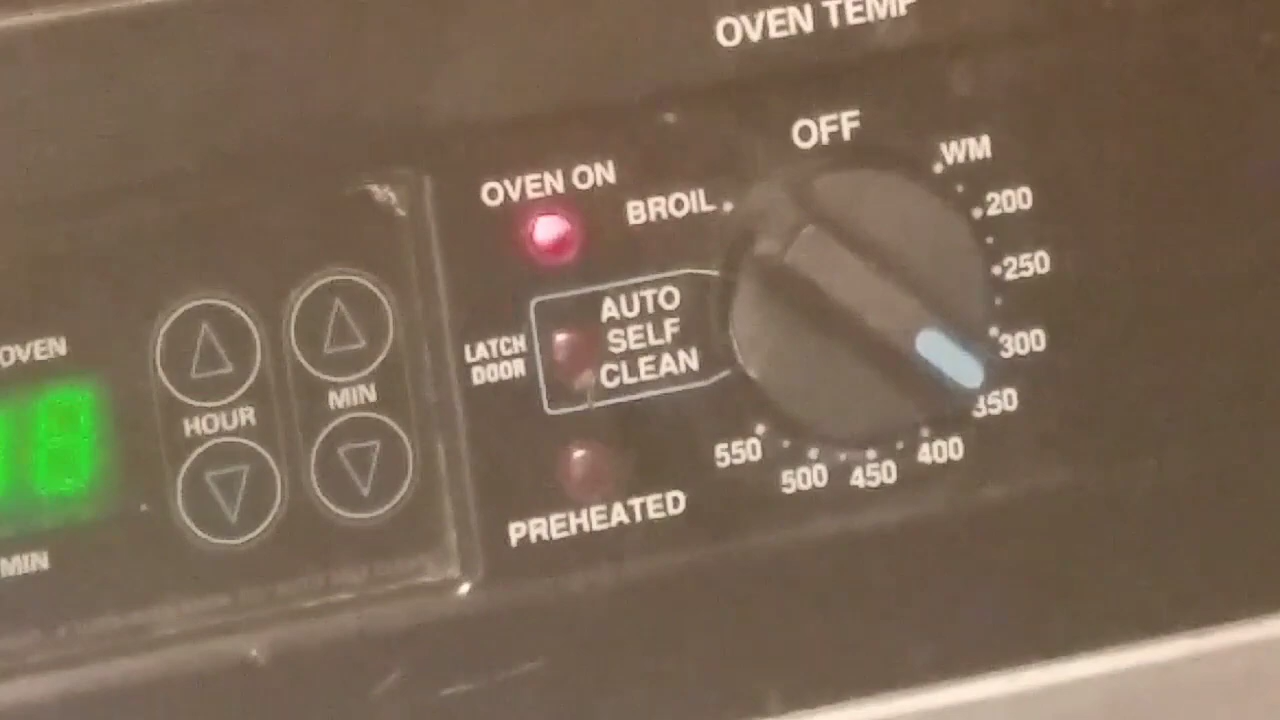 OVEN TEMP
OFF
WM
OVEN ON
BROIL
200
250
AUTO
SELF
CLEAN
LATCH
DOOR
300
350
OVEN
HOUR
MIN
400
450
500
550
PREHEATED
MIN